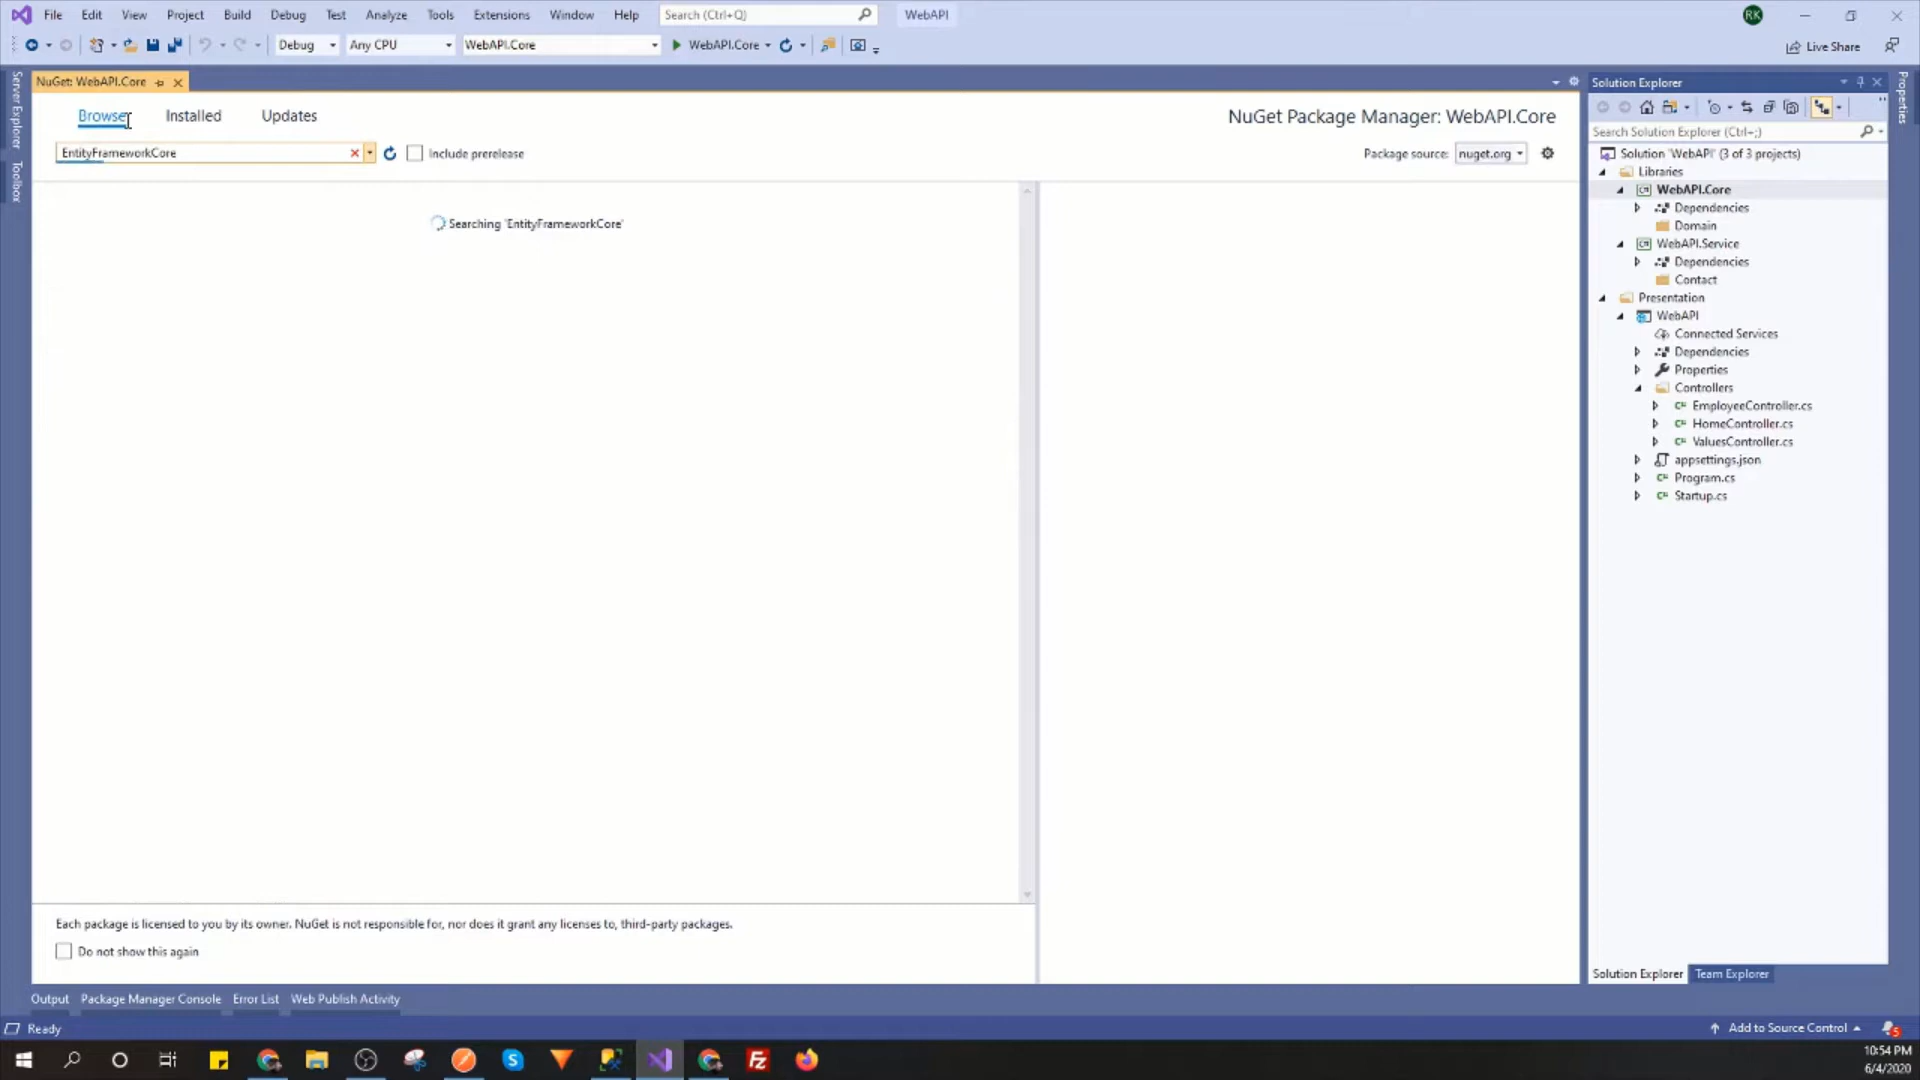 File Edit View Project Build Debug Test Analyze Tools Extensions Window Help Search (Ctrl+Q) WebAPI RK
Debug Any CPU WebAPI.Core WebAPI.Core Live Share
Server Explorer
Toolbox
NuGet: WebAPI.Core
Browse Installed Updates
NuGet Package Manager: WebAPI.Core
EntityFrameworkCore
Include prerelease
Package source: nuget.org
Searching 'EntityFrameworkCore'
Each package is licensed to you by its owner. NuGet is not responsible for, nor does it grant any licenses to, third-party packages.
Do not show this again
Solution Explorer
Search Solution Explorer (Ctrl+;)
Solution 'WebAPI' (3 of 3 projects)
Libraries
WebAPI.Core
Dependencies
Domain
WebAPI.Service
Dependencies
Contact
Presentation
WebAPI
Connected Services
Dependencies
Properties
Controllers
EmployeeController.cs
HomeController.cs
ValuesController.cs
appsettings.json
Program.cs
Startup.cs
Solution Explorer Team Explorer
Properties
Output Package Manager Console Error List Web Publish Activity
Ready
Add to Source Control
5
10:54 PM
6/4/2020